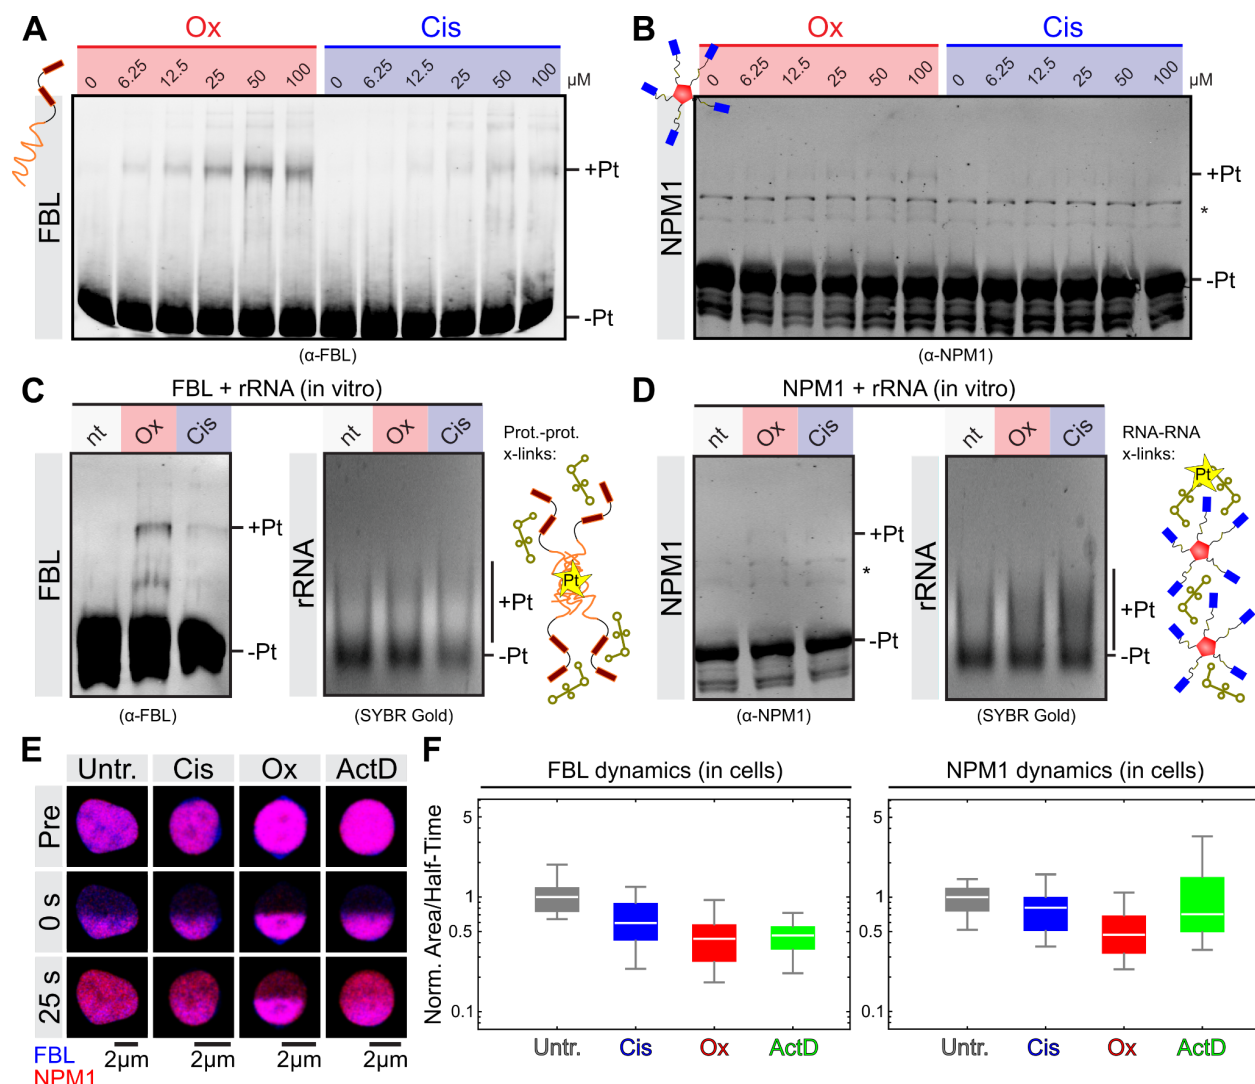 A
Ox
Cis
0 6.25 12.5 25 50 100 0 6.25 12.5 25 50 100 μM
FBL
+Pt
-Pt
(α-FBL)
B
Ox
Cis
0 6.25 12.5 25 50 100 0 6.25 12.5 25 50 100 μM
NPM1
+Pt
*
-Pt
(α-NPM1)
C
FBL + rRNA (in vitro)
nt Ox Cis
FBL
+Pt
-Pt
(α-FBL)
nt Ox Cis
rRNA
+Pt
-Pt
(SYBR Gold)
Prot.-prot.
x-links:
Pt
D
NPM1 + rRNA (in vitro)
nt Ox Cis
NPM1
+Pt
*
-Pt
(α-NPM1)
nt Ox Cis
rRNA
+Pt
-Pt
(SYBR Gold)
RNA-RNA
x-links:
Pt
E
Untr. Cis Ox ActD
Pre
0 s
25 s
FBL
NPM1
2μm 2μm 2μm 2μm
F
FBL dynamics (in cells)
NPM1 dynamics (in cells)
Norm. Area/Half-Time
5
1
0.5
0.1
Untr. Cis Ox ActD
5
1
0.5
0.1
Untr. Cis Ox ActD